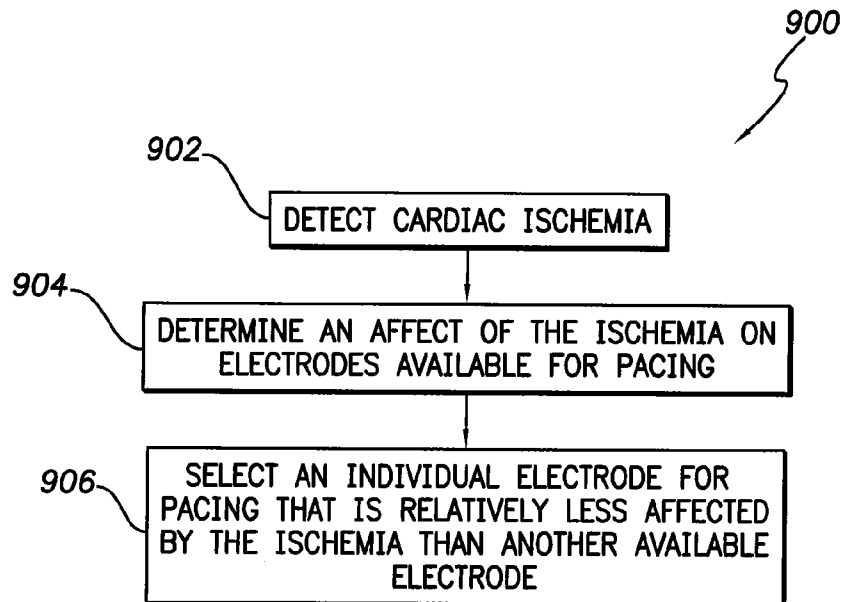 900
902
DETECT CARDIAC ISCHEMIA
904
DETERMINE AN AFFECT OF THE ISCHEMIA ON
ELECTRODES AVAILABLE FOR PACING
906
SELECT AN INDIVIDUAL ELECTRODE FOR
PACING THAT IS RELATIVELY LESS AFFECTED
BY THE ISCHEMIA THAN ANOTHER AVAILABLE
ELECTRODE